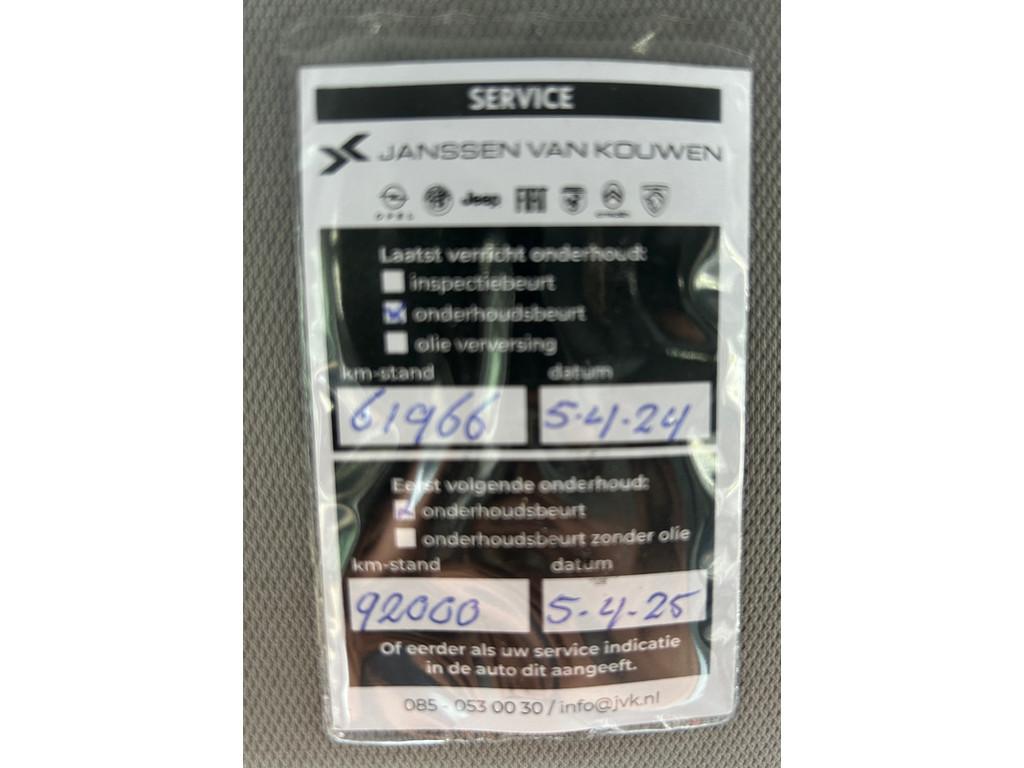 SERVICE
JANSSEN VAN KOUWEN
OPEL Jeep FIAT CITROËN
Laatst verricht onderhoud:
inspectiebeurt
onderhoudsbeurt
olie verversing
km-stand datum
61966 5-4-24
Eerst volgende onderhoud:
onderhoudsbeurt
onderhoudsbeurt zonder olie
km-stand datum
92000 5-4-25
Of eerder als uw service indicatie
in de auto dit aangeeft.
085 - 053 00 30 / info@jvk.nl